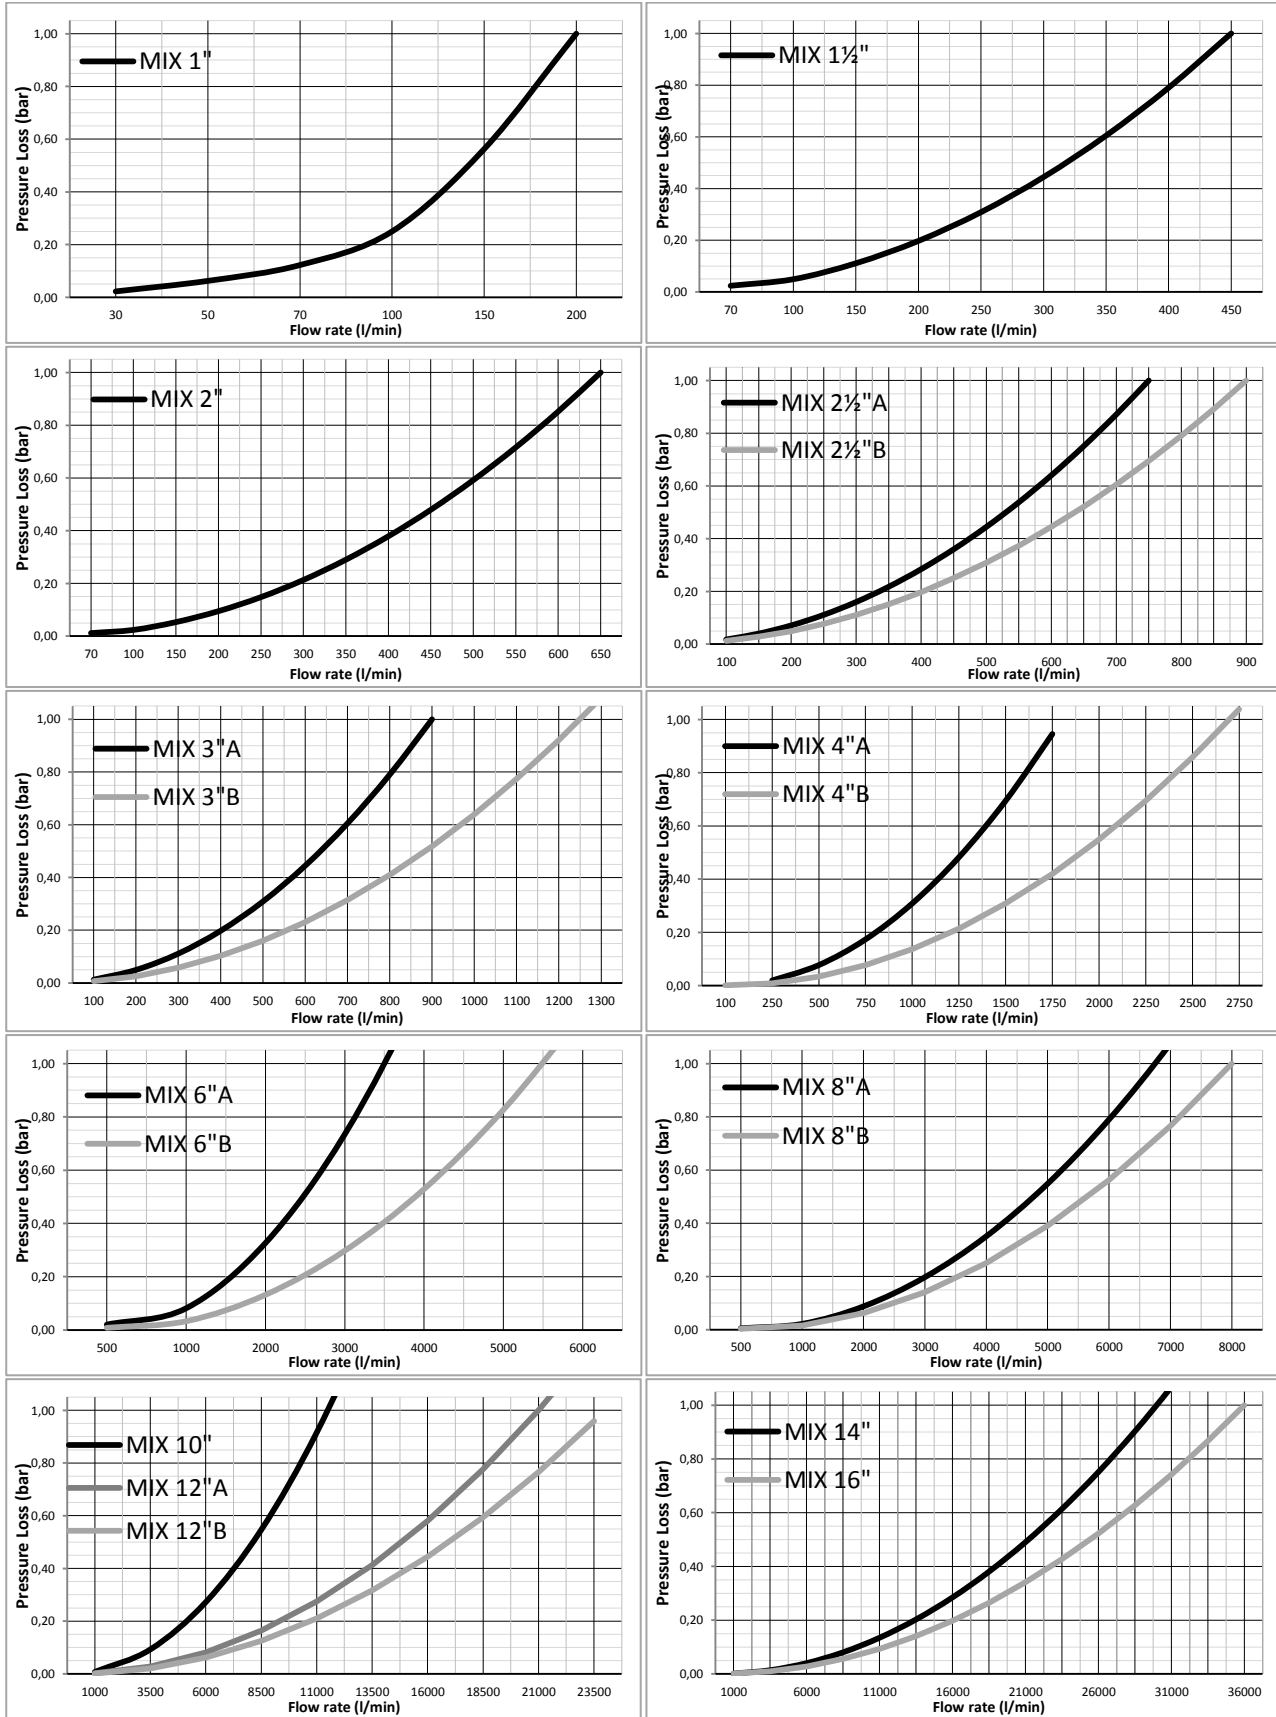 MIX 1"
Pressure Loss (bar)
1,00
0,80
0,60
0,40
0,20
0,00
30 50 70 100 150 200
Flow rate (l/min)
MIX 1½"
Pressure Loss (bar)
1,00
0,80
0,60
0,40
0,20
0,00
70 100 150 200 250 300 350 400 450
Flow rate (l/min)
MIX 2"
Pressure Loss (bar)
1,00
0,80
0,60
0,40
0,20
0,00
70 100 150 200 250 300 350 400 450 500 550 600 650
Flow rate (l/min)
MIX 2½"A
MIX 2½"B
Pressure Loss (bar)
1,00
0,80
0,60
0,40
0,20
0,00
100 200 300 400 500 600 700 800 900
Flow rate (l/min)
MIX 3"A
MIX 3"B
Pressure Loss (bar)
1,00
0,80
0,60
0,40
0,20
0,00
100 200 300 400 500 600 700 800 900 1000 1100 1200 1300
Flow rate (l/min)
MIX 4"A
MIX 4"B
Pressure Loss (bar)
1,00
0,80
0,60
0,40
0,20
0,00
100 250 500 750 1000 1250 1500 1750 2000 2250 2500 2750
Flow rate (l/min)
MIX 6"A
MIX 6"B
Pressure Loss (bar)
1,00
0,80
0,60
0,40
0,20
0,00
500 1000 2000 3000 4000 5000 6000
Flow rate (l/min)
MIX 8"A
MIX 8"B
Pressure Loss (bar)
1,00
0,80
0,60
0,40
0,20
0,00
500 1000 2000 3000 4000 5000 6000 7000 8000
Flow rate (l/min)
MIX 10"
MIX 12"A
MIX 12"B
Pressure Loss (bar)
1,00
0,80
0,60
0,40
0,20
0,00
1000 3500 6000 8500 11000 13500 16000 18500 21000 23500
Flow rate (l/min)
MIX 14"
MIX 16"
Pressure Loss (bar)
1,00
0,80
0,60
0,40
0,20
0,00
1000 6000 11000 16000 21000 26000 31000 36000
Flow rate (l/min)